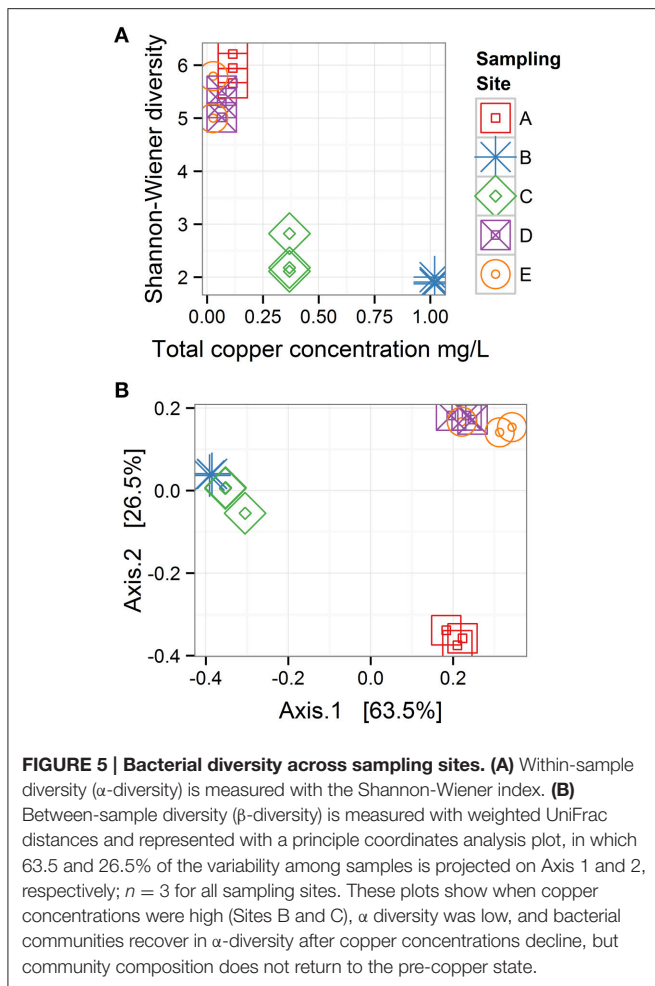 A
Shannon-Wiener diversity
6
5
4
3
2
0.00 0.25 0.50 0.75 1.00
Total copper concentration mg/L
Sampling
Site
A
B
C
D
E
B
Axis.2 [26.5%]
0.2
0.0
-0.2
-0.4
-0.4 -0.2 0.0 0.2
Axis.1 [63.5%]
FIGURE 5 | Bacterial diversity across sampling sites. (A) Within-sample
diversity (α-diversity) is measured with the Shannon-Wiener index. (B)
Between-sample diversity (β-diversity) is measured with weighted UniFrac
distances and represented with a principle coordinates analysis plot, in which
63.5 and 26.5% of the variability among samples is projected on Axis 1 and 2,
respectively; n = 3 for all sampling sites. These plots show when copper
concentrations were high (Sites B and C), α diversity was low, and bacterial
communities recover in α-diversity after copper concentrations decline, but
community composition does not return to the pre-copper state.